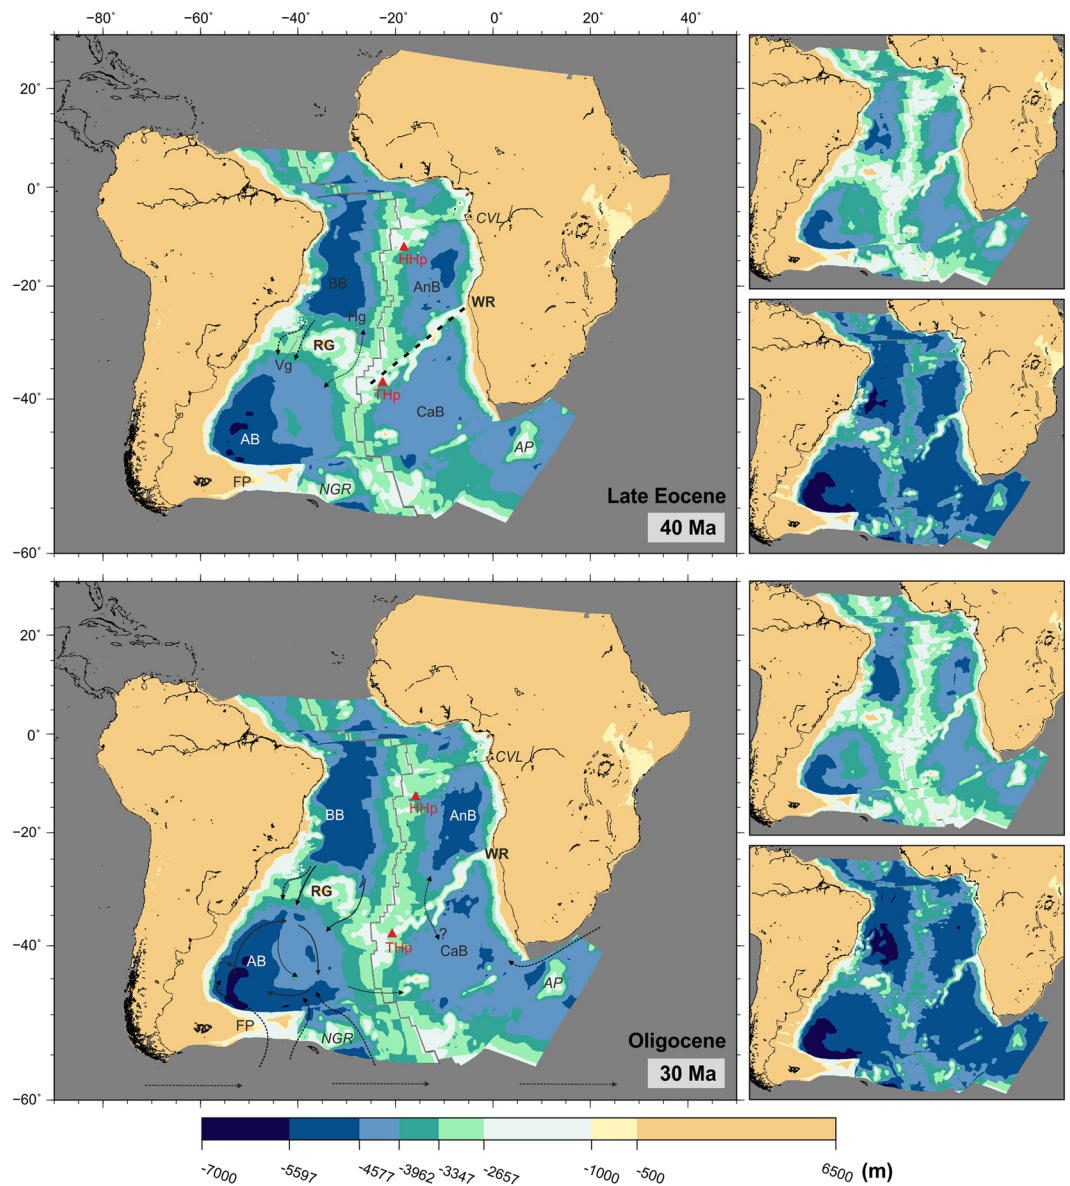 −80˚ −60˚ −40˚ −20˚ 0˚ 20˚ 40˚
20˚
0˚
−20˚
−40˚
−60˚
CVL
HHp
BB
AnB
WR
Hg
RG
Vg
THp
CaB
AB
AP
FP
NGR
Late Eocene
40 Ma
20˚
0˚
−20˚
−40˚
−60˚
CVL
HHp
BB
AnB
WR
RG
?
THp
CaB
AB
AP
FP
NGR
Oligocene
30 Ma
-7000 -5597 -4577 -3962 -3347 -2657 -1000 -500 6500 (m)